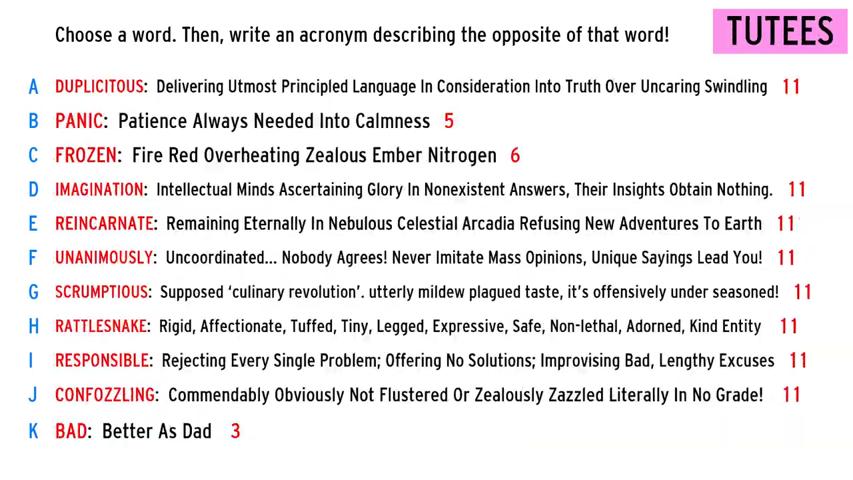 Choose a word. Then, write an acronym describing the opposite of that word!
TUTEES
A DUPLICITOUS: Delivering Utmost Principled Language In Consideration Into Truth Over Uncaring Swindling 11
B PANIC: Patience Always Needed Into Calmness 5
C FROZEN: Fire Red Overheating Zealous Ember Nitrogen 6
D IMAGINATION: Intellectual Minds Ascertaining Glory In Nonexistent Answers, Their Insights Obtain Nothing. 11
E REINCARNATE: Remaining Eternally In Nebulous Celestial Arcadia Refusing New Adventures To Earth 11
F UNANIMOUSLY: Uncoordinated... Nobody Agrees! Never Imitate Mass Opinions, Unique Sayings Lead You! 11
G SCRUMPTIOUS: Supposed ‘culinary revolution’. utterly mildew plagued taste, it’s offensively under seasoned! 11
H RATTLESNAKE: Rigid, Affectionate, Tuffed, Tiny, Legged, Expressive, Safe, Non-lethal, Adorned, Kind Entity 11
I RESPONSIBLE: Rejecting Every Single Problem; Offering No Solutions; Improvising Bad, Lengthy Excuses 11
J CONFOZZLING: Commendably Obviously Not Flustered Or Zealously Zazzled Literally In No Grade! 11
K BAD: Better As Dad 3